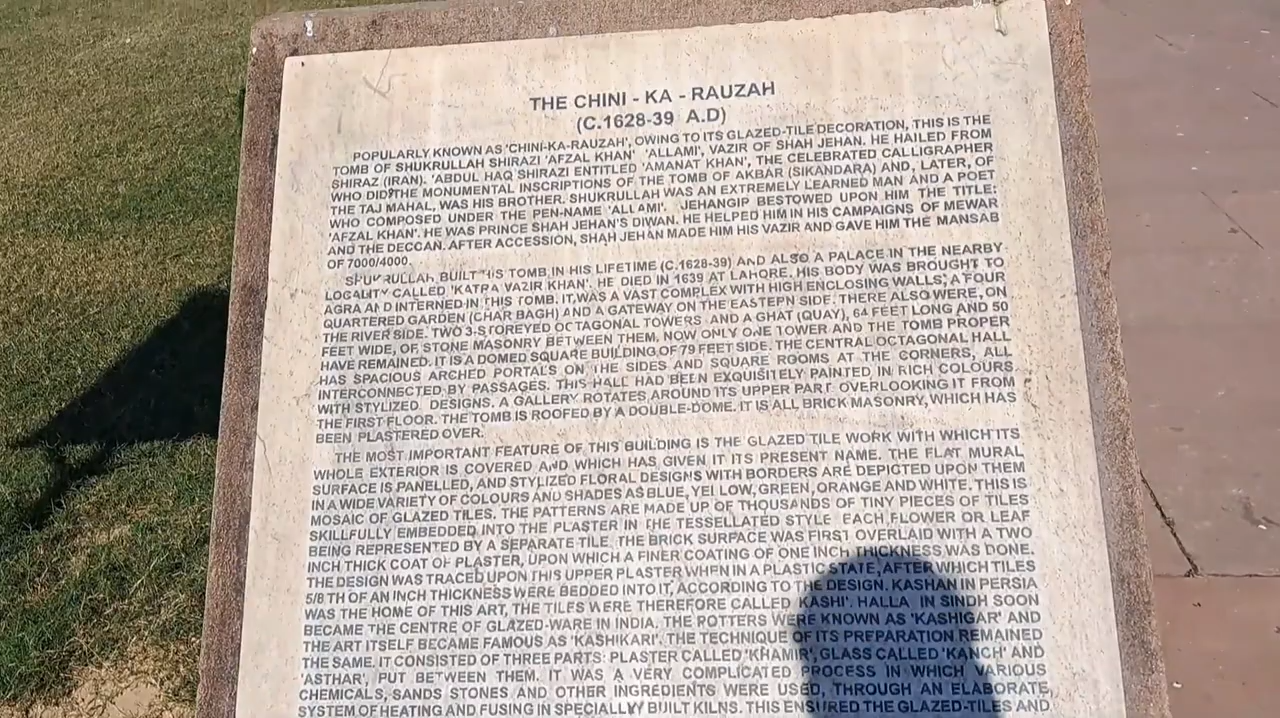 THE CHINI - KA - RAUZAH
(C.1628-39 A.D)
POPULARLY KNOWN AS 'CHINI-KA-RAUZAH', OWING TO ITS GLAZED-TILE DECORATION, THIS IS THE
TOMB OF SHUKRULLAH SHIRAZI 'AFZAL KHAN' 'ALLAMI', VAZIR OF SHAH JEHAN. HE HAILED FROM
SHIRAZ (IRAN). 'ABDUL HAQ SHIRAZI ENTITLED 'AMANAT KHAN', THE CELEBRATED CALLIGRAPHER
WHO DID THE MONUMENTAL INSCRIPTIONS OF THE TOMB OF AKBAR (SIKANDARA) AND, LATER, OF
THE TAJ MAHAL, WAS HIS BROTHER. SHUKRULLAH WAS AN EXTREMELY LEARNED MAN AND A POET
WHO COMPOSED UNDER THE PEN-NAME 'ALLAMI'. JEHANGIP BESTOWED UPON HIM THE TITLE:
'AFZAL KHAN'. HE WAS PRINCE SHAH JEHAN'S DIWAN. HE HELPED HIM IN HIS CAMPAIGNS OF MEWAR
AND THE DECCAN. AFTER ACCESSION, SHAH JEHAN MADE HIM HIS VAZIR AND GAVE HIM THE MANSAB
OF 7000/4000.
SHUKRULLAH BUILT THIS TOMB IN HIS LIFETIME (C.1628-39) AND ALSO A PALACE IN THE NEARBY
LOCALITY CALLED 'KATRA VAZIR KHAN'. HE DIED IN 1639 AT LAHORE. HIS BODY WAS BROUGHT TO
AGRA AND INTERNED IN THIS TOMB. IT WAS A VAST COMPLEX WITH HIGH ENCLOSING WALLS, A FOUR
QUARTERED GARDEN (CHAR BAGH) AND A GATEWAY ON THE EASTEPN SIDE. THERE ALSO WERE, ON
THE RIVER SIDE. TWO 3-STOREYED OCTAGONAL TOWERS AND A GHAT (QUAY), 64 FEET LONG AND 50
FEET WIDE, OF STONE MASONRY BETWEEN THEM. NOW ONLY ONE TOWER AND THE TOMB PROPER
HAVE REMAINED. IT IS A DOMED SQUARE BUILDING OF 79 FEET SIDE. THE CENTRAL OCTAGONAL HALL
HAS SPACIOUS ARCHED PORTALS ON THE SIDES AND SQUARE ROOMS AT THE CORNERS, ALL
INTERCONNECTED BY PASSAGES. THIS HALL HAD BEEN EXQUISITELY PAINTED IN RICH COLOURS
WITH STYLIZED DESIGNS. A GALLERY ROTATES AROUND ITS UPPER PART OVERLOOKING IT FROM
THE FIRST FLOOR. THE TOMB IS ROOFED BY A DOUBLE-DOME. IT IS ALL BRICK MASONRY, WHICH HAS
BEEN PLASTERED OVER.
THE MOST IMPORTANT FEATURE OF THIS BUILDING IS THE GLAZED TILE WORK WITH WHICH ITS
WHOLE EXTERIOR IS COVERED AND WHICH HAS GIVEN IT ITS PRESENT NAME. THE FLAT MURAL
SURFACE IS PANELLED, AND STYLIZED FLORAL DESIGNS WITH BORDERS ARE DEPICTED UPON THEM
IN A WIDE VARIETY OF COLOURS AND SHADES AS BLUE, YELLOW, GREEN, ORANGE AND WHITE. THIS IS
MOSAIC OF GLAZED TILES. THE PATTERNS ARE MADE UP OF THOUSANDS OF TINY PIECES OF TILES
SKILLFULLY EMBEDDED INTO THE PLASTER IN THE TESSELLATED STYLE EACH FLOWER OR LEAF
BEING REPRESENTED BY A SEPARATE TILE. THE BRICK SURFACE WAS FIRST OVERLAID WITH A TWO
INCH THICK COAT OF PLASTER, UPON WHICH A FINER COATING OF ONE INCH THICKNESS WAS DONE.
THE DESIGN WAS TRACED UPON THIS UPPER PLASTER WHEN IN A PLASTIC STATE, AFTER WHICH TILES
5/8 TH OF AN INCH THICKNESS WERE BEDDED INTO IT, ACCORDING TO THE DESIGN. KASHAN IN PERSIA
WAS THE HOME OF THIS ART, THE TILES WERE THEREFORE CALLED KASHI'. HALLA IN SINDH SOON
BECAME THE CENTRE OF GLAZED-WARE IN INDIA. THE POTTERS WERE KNOWN AS 'KASHIGAR' AND
THE ART ITSELF BECAME FAMOUS AS 'KASHIKARI'. THE TECHNIQUE OF ITS PREPARATION REMAINED
THE SAME. IT CONSISTED OF THREE PARTS: PLASTER CALLED 'KHAMIR', GLASS CALLED 'KANCH' AND
'ASTHAR', PUT BETWEEN THEM. IT WAS A VERY COMPLICATED PROCESS IN WHICH VARIOUS
CHEMICALS, SANDS STONES AND OTHER INGREDIENTS WERE USED, THROUGH AN ELABORATE,
SYSTEM OF HEATING AND FUSING IN SPECIALLY BUILT KILNS. THIS ENSURED THE GLAZED-TILES AND